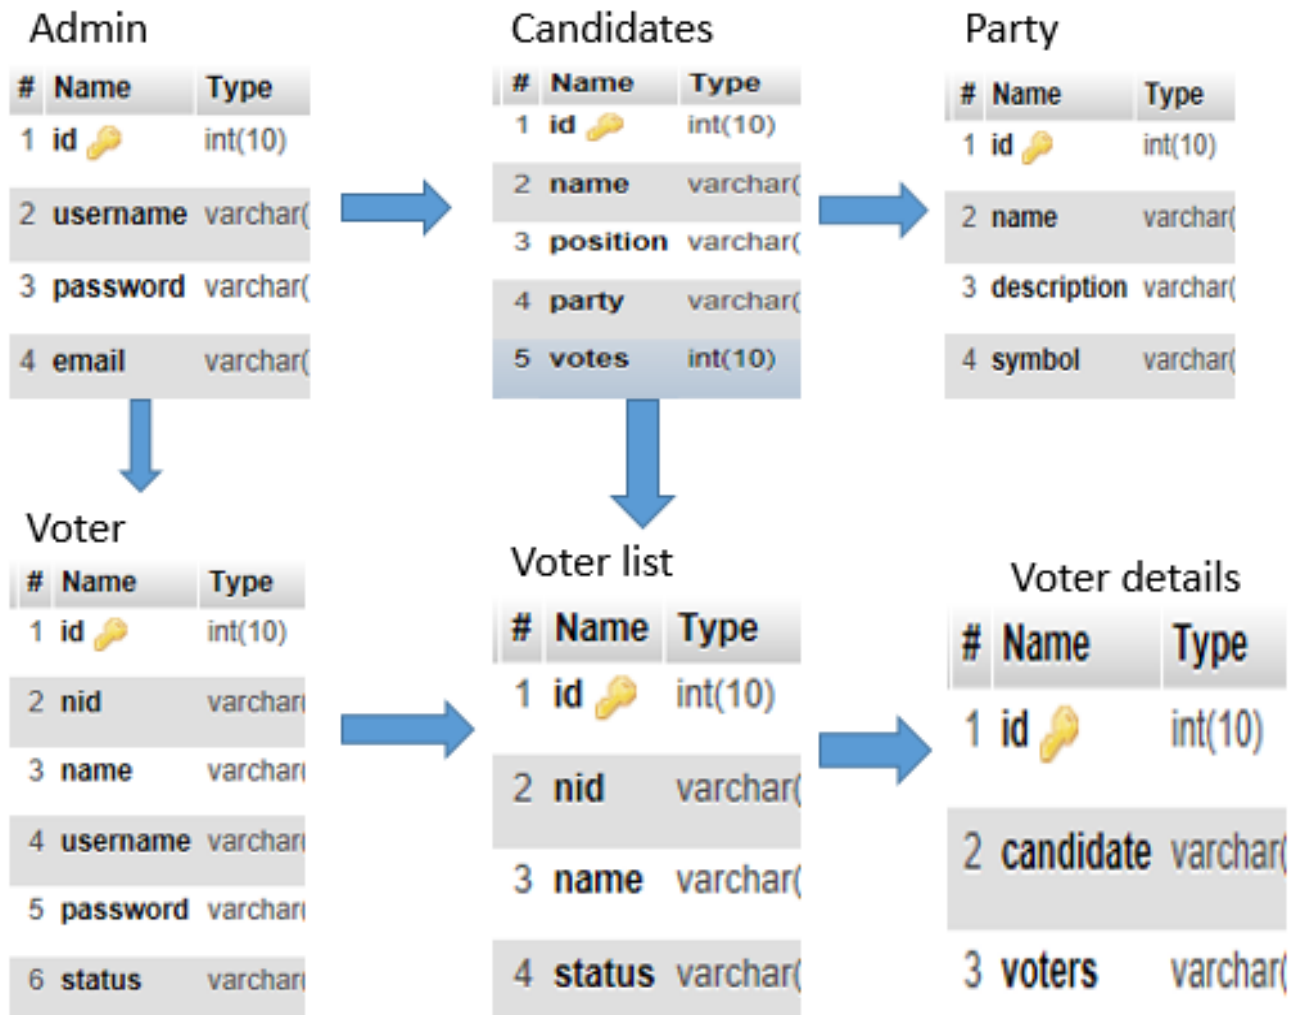 Admin
# Name Type
1 id int(10)
2 username varchar(
3 password varchar(
4 email varchar(
Candidates
# Name Type
1 id int(10)
2 name varchar(
3 position varchar(
4 party varchar(
5 votes int(10)
Party
# Name Type
1 id int(10)
2 name varchar(
3 description varchar(
4 symbol varchar(
Voter
# Name Type
1 id int(10)
2 nid varchar(
3 name varchar(
4 username varchar(
5 password varchar(
6 status varchar(
Voter list
# Name Type
1 id int(10)
2 nid varchar(
3 name varchar(
4 status varchar(
Voter details
# Name Type
1 id int(10)
2 candidate varchar(
3 voters varchar(